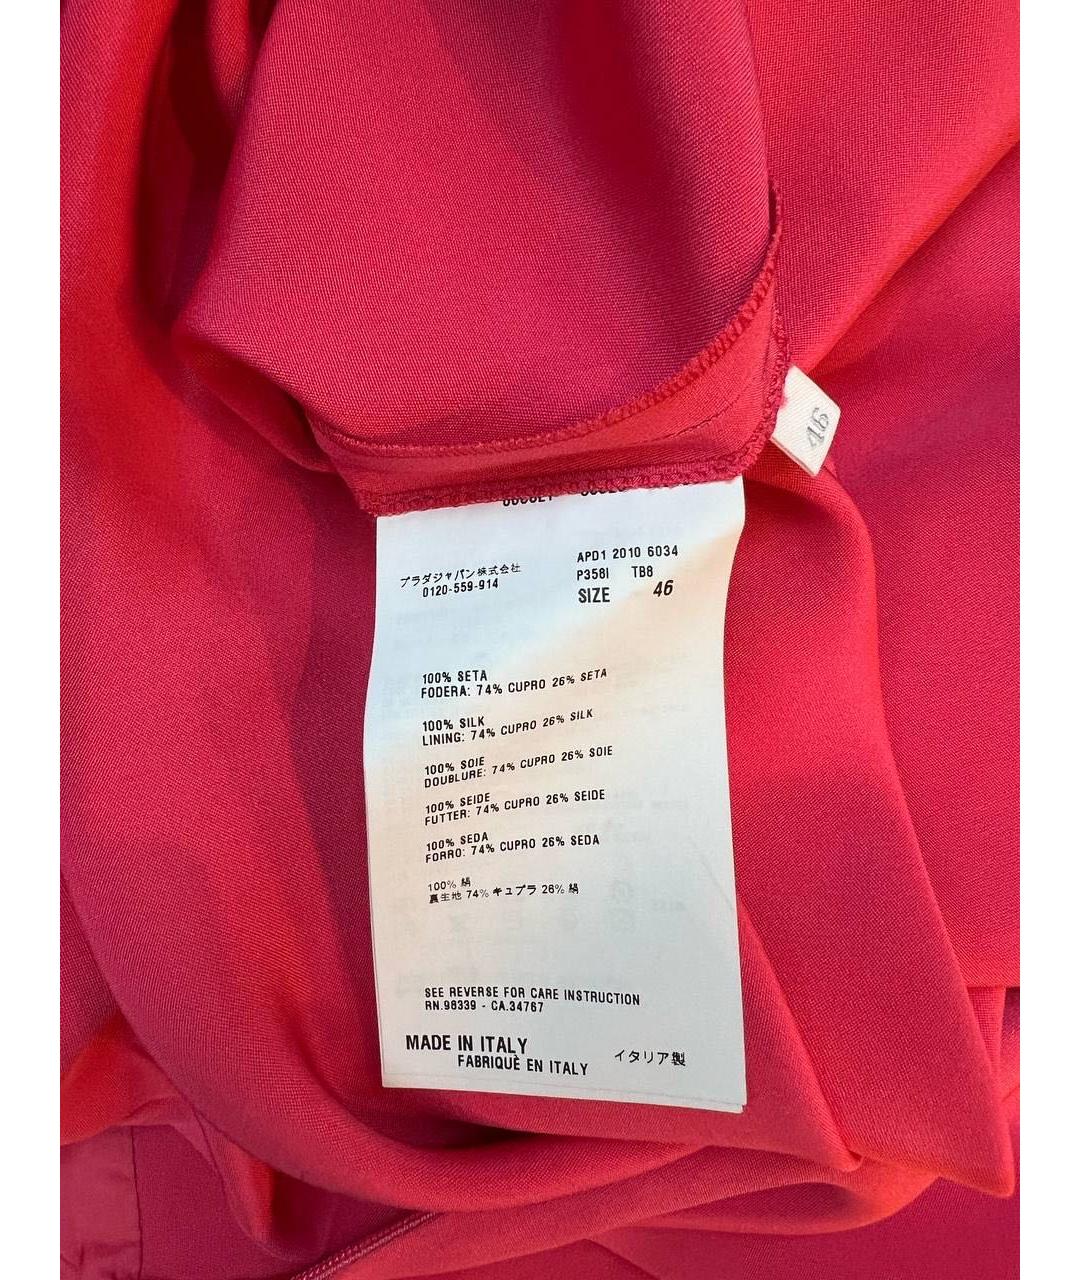 46
APD1 2010 6034
プラダジャパン株式会社
P358I TB8
0120-559-914
SIZE 46
100% SETA
FODERA: 74% CUPRO 26% SETA
100% SILK
LINING: 74% CUPRO 26% SILK
100% SOIE
DOUBLURE: 74% CUPRO 26% SOIE
100% SEIDE
FUTTER: 74% CUPRO 26% SEIDE
100% SEDA
FORRO: 74% CUPRO 26% SEDA
100% 絹
裏生地 74% キュプラ 26% 絹
SEE REVERSE FOR CARE INSTRUCTION
RN.98339 - CA.34767
MADE IN ITALY
FABRIQUÈ EN ITALY イタリア製